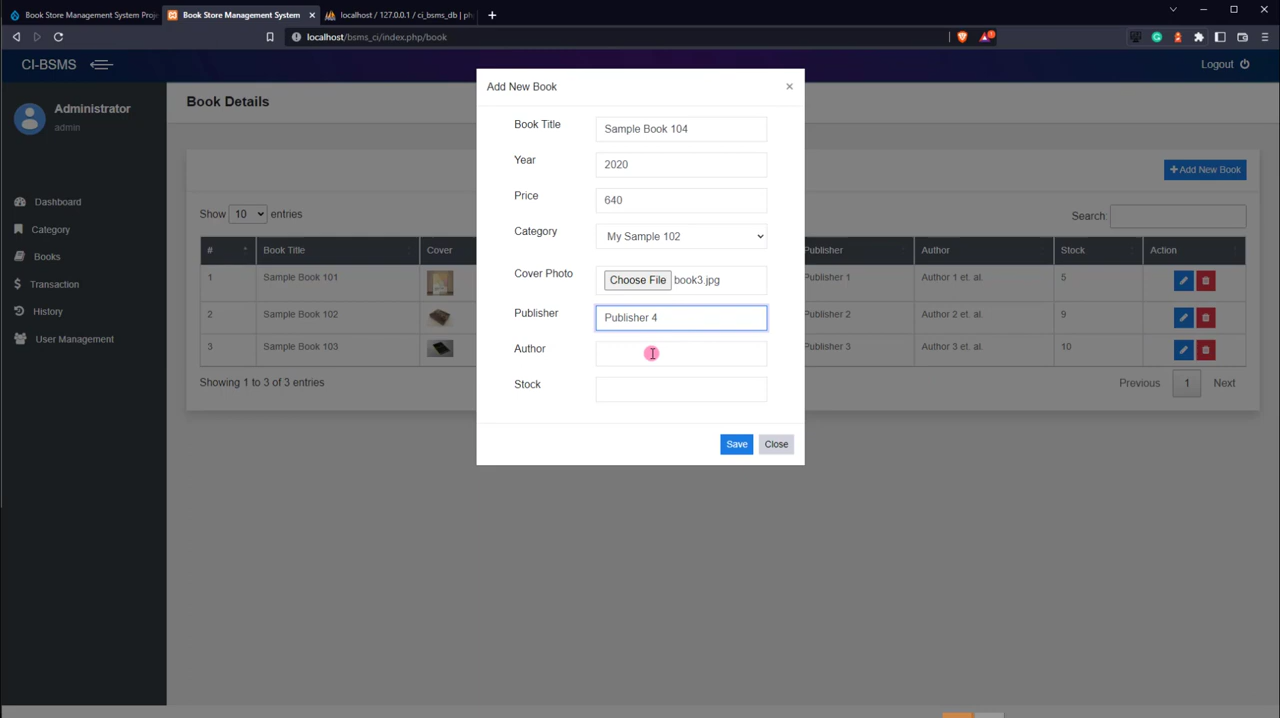 Book Store Management System Proj
Book Store Management System
localhost / 127.0.0.1 / ci_bsms_db | ph
localhost/bsms_ci/index.php/book
CI-BSMS
Logout
Administrator
admin
Dashboard
Category
Books
Transaction
History
User Management
Book Details
+Add New Book
Show 10 entries
Search:
# Book Title Cover Publisher Author Stock Action
1 Sample Book 101 Publisher 1 Author 1 et. al. 5
2 Sample Book 102 Publisher 2 Author 2 et. al. 9
3 Sample Book 103 Publisher 3 Author 3 et. al. 10
Showing 1 to 3 of 3 entries
Previous 1 Next
Add New Book ×
Book Title Sample Book 104
Year 2020
Price 640
Category My Sample 102
Cover Photo Choose File book3.jpg
Publisher Publisher 4
Author
Stock
Save Close